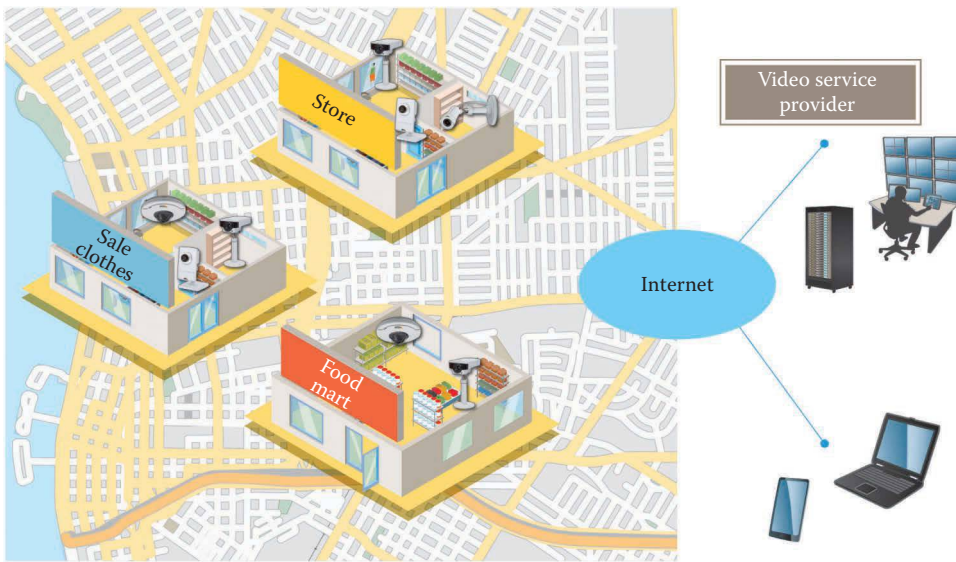 Store
Sale
clothes
Food
mart
Internet
Video service
provider